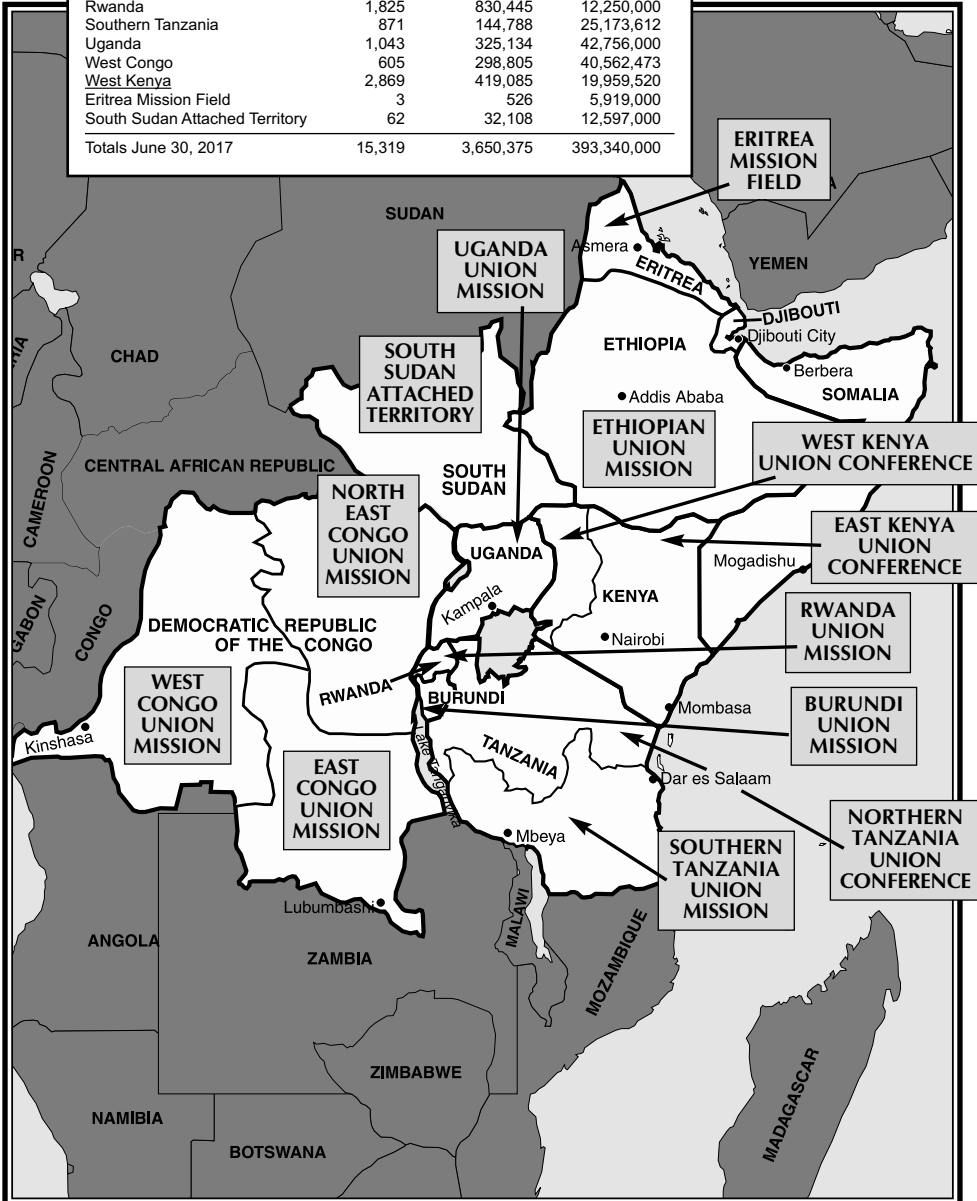 Rwanda 1,825 830,445 12,250,000
Southern Tanzania 871 144,788 25,173,612
Uganda 1,043 325,134 42,756,000
West Congo 605 298,805 40,562,473
West Kenya 2,869 419,085 19,959,520
Eritrea Mission Field 3 526 5,919,000
South Sudan Attached Territory 62 32,108 12,597,000
Totals June 30, 2017 15,319 3,650,375 393,340,000
ERITREA
MISSION
FIELD
A
SUDAN
UGANDA
UNION
MISSION
Asmera
ERITREA
YEMEN
R
DJIBOUTI
Djibouti City
CHAD
RIA
SOUTH
SUDAN
ATTACHED
TERRITORY
ETHIOPIA
Berbera
SOMALIA
Addis Ababa
ETHIOPIAN
UNION
MISSION
WEST KENYA
UNION CONFERENCE
CENTRAL AFRICAN REPUBLIC
SOUTH
SUDAN
CAMEROON
NORTH
EAST
CONGO
UNION
MISSION
EAST KENYA
UNION
CONFERENCE
UGANDA
Mogadishu
Kampala
KENYA
GABON
CONGO
DEMOCRATIC REPUBLIC
OF THE CONGO
Nairobi
RWANDA
UNION
MISSION
RWANDA
BURUNDI
WEST
CONGO
UNION
MISSION
Mombasa
BURUNDI
UNION
MISSION
Kinshasa
Lake Tanganyika
TANZANIA
EAST
CONGO
UNION
MISSION
Dar es Salaam
Mbeya
SOUTHERN
TANZANIA
UNION
MISSION
NORTHERN
TANZANIA
UNION
CONFERENCE
Lubumbashi
MALAWI
ANGOLA
ZAMBIA
MOZAMBIQUE
ZIMBABWE
MADAGASCAR
NAMIBIA
BOTSWANA